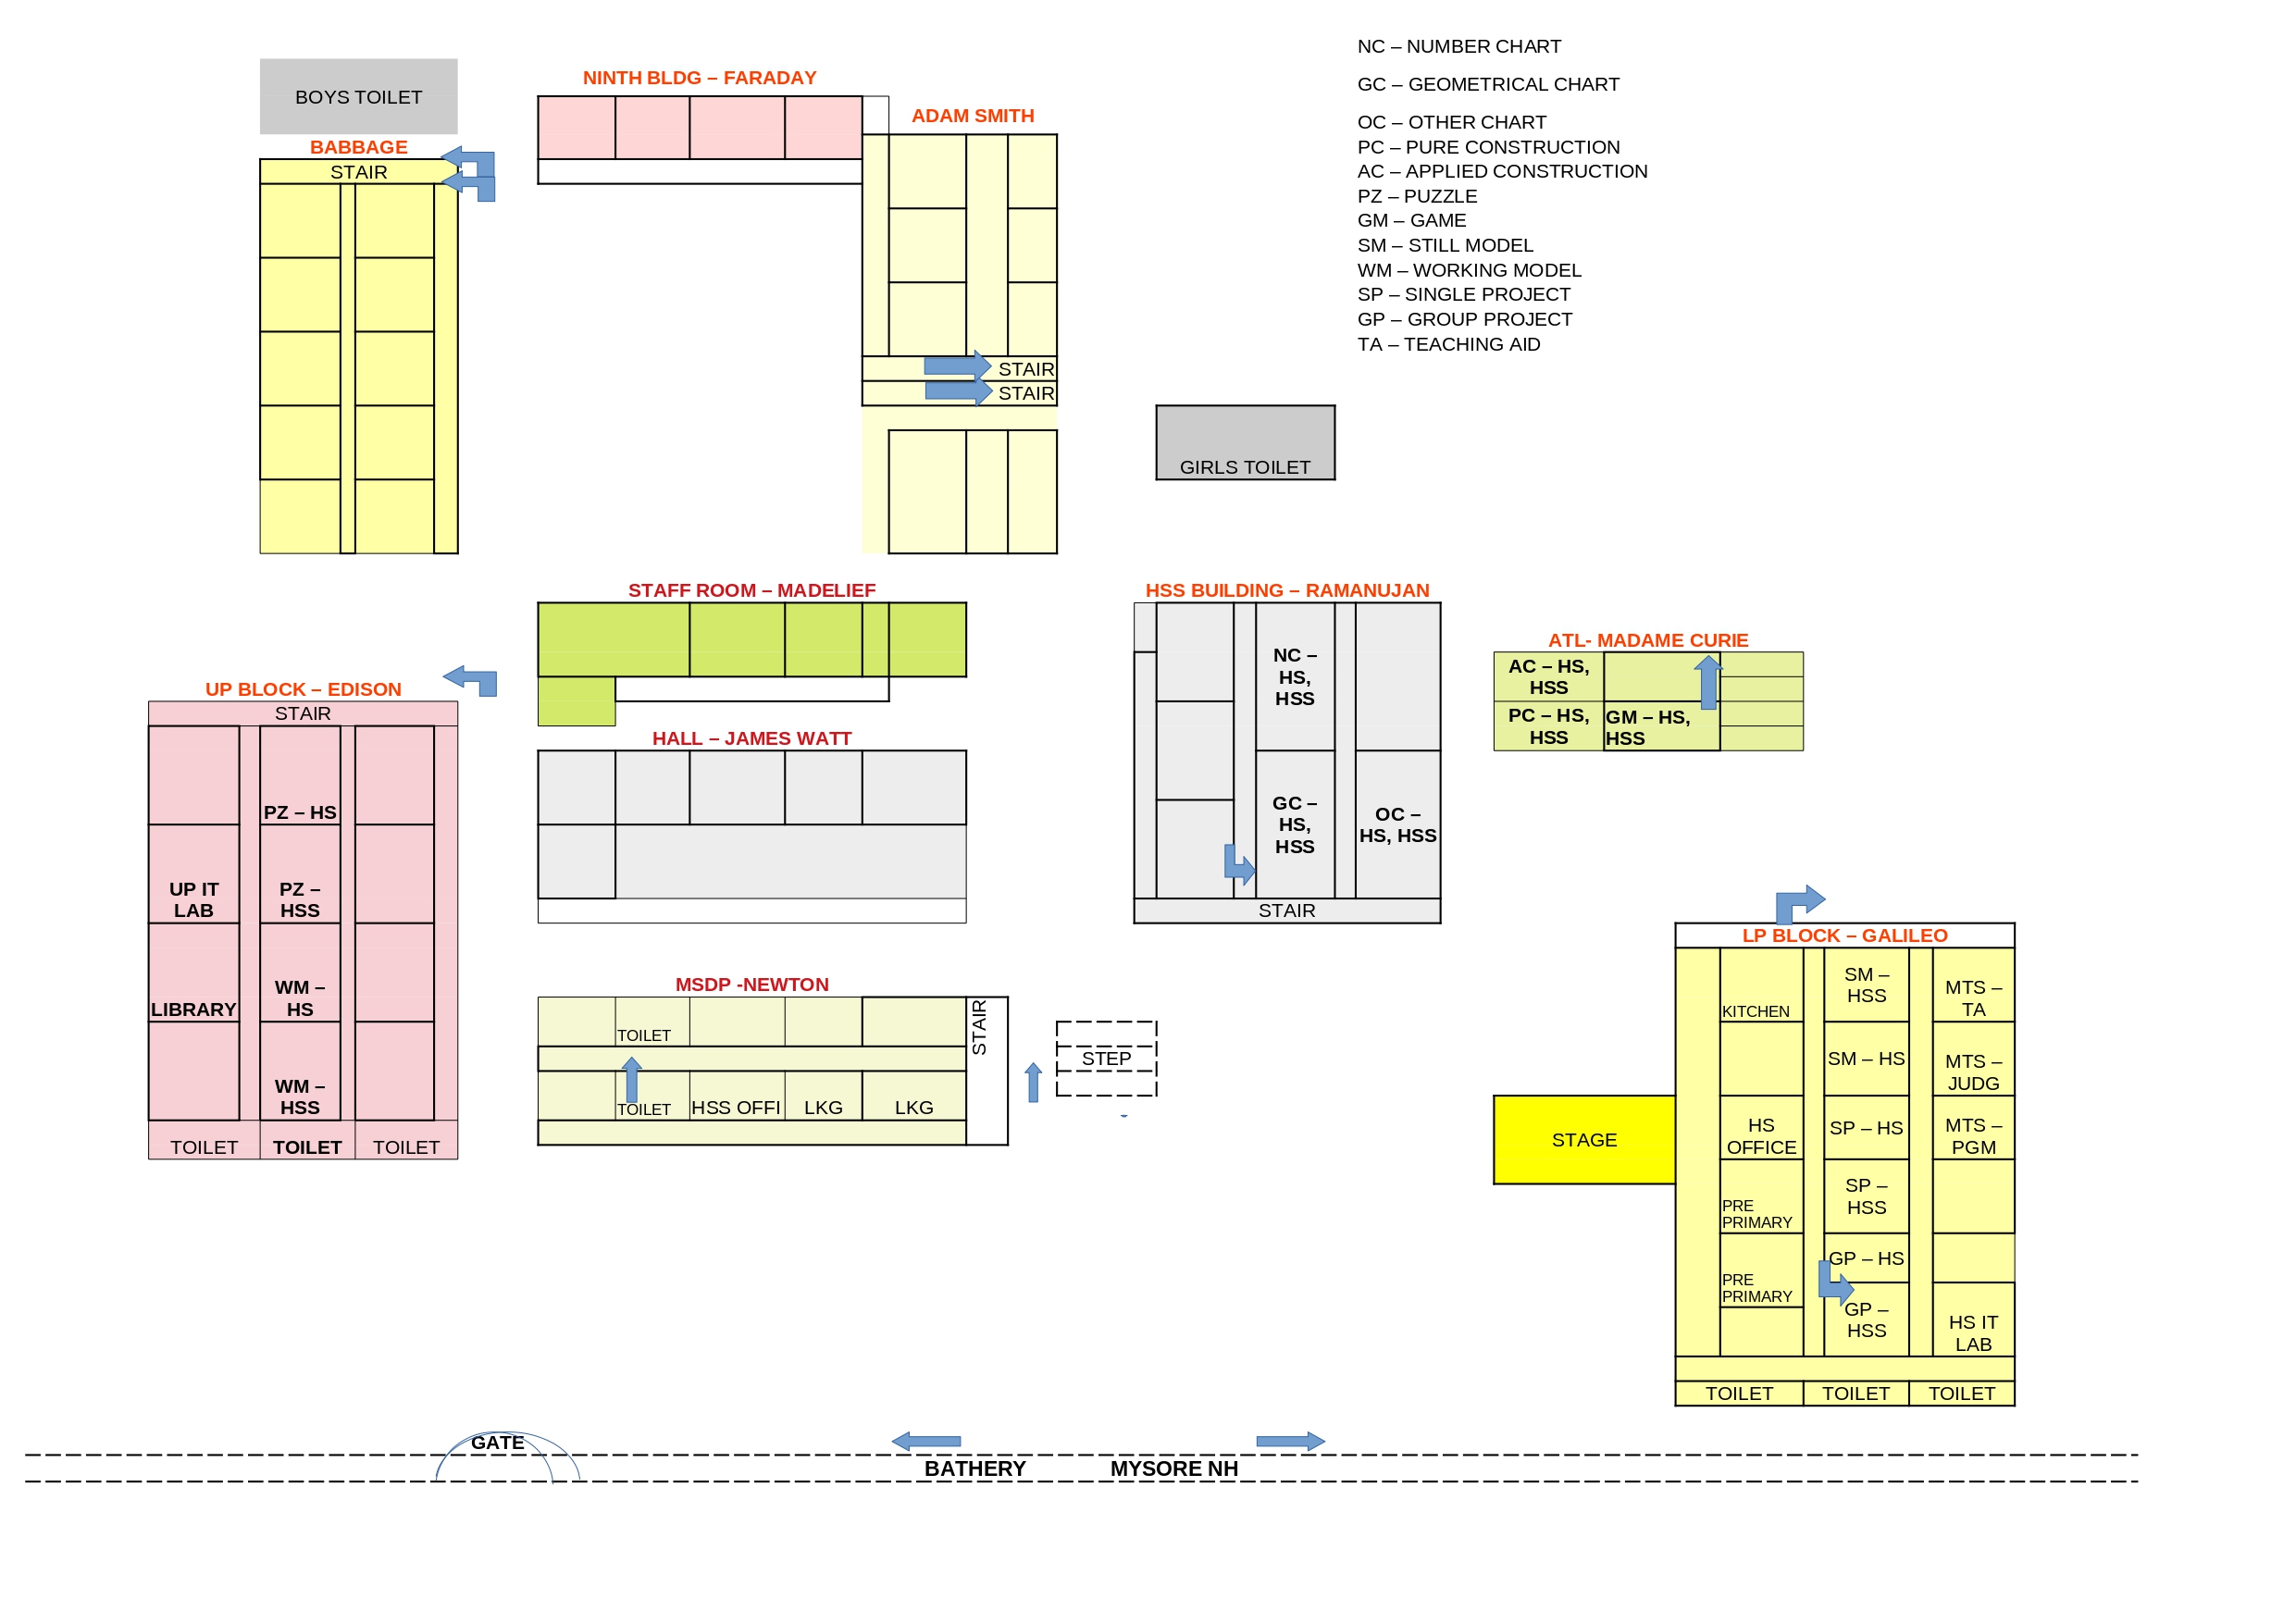 NC – NUMBER CHART
GC – GEOMETRICAL CHART
OC – OTHER CHART
PC – PURE CONSTRUCTION
AC – APPLIED CONSTRUCTION
PZ – PUZZLE
GM – GAME
SM – STILL MODEL
WM – WORKING MODEL
SP – SINGLE PROJECT
GP – GROUP PROJECT
TA – TEACHING AID
BOYS TOILET
BABBAGE
STAIR
NINTH BLDG – FARADAY
ADAM SMITH
STAIR
STAIR
GIRLS TOILET
STAFF ROOM – MADELIEF
HALL – JAMES WATT
HSS BUILDING – RAMANUJAN
NC –
HS,
HSS
GC –
HS,
HSS
OC –
HS, HSS
STAIR
ATL- MADAME CURIE
AC – HS,
HSS
PC – HS,
HSS
GM – HS,
HSS
UP BLOCK – EDISON
STAIR
PZ – HS
UP IT
LAB
PZ –
HSS
LIBRARY
WM –
HS
WM –
HSS
TOILET
TOILET
TOILET
MSDP -NEWTON
TOILET
STAIR
TOILET
HSS OFFI
LKG
LKG
STEP
LP BLOCK – GALILEO
KITCHEN
SM –
HSS
MTS –
TA
SM – HS
MTS –
JUDG
STAGE
HS
OFFICE
SP – HS
MTS –
PGM
PRE
PRIMARY
SP –
HSS
PRE
PRIMARY
GP – HS
GP –
HSS
HS IT
LAB
TOILET
TOILET
TOILET
GATE
BATHERY
MYSORE NH